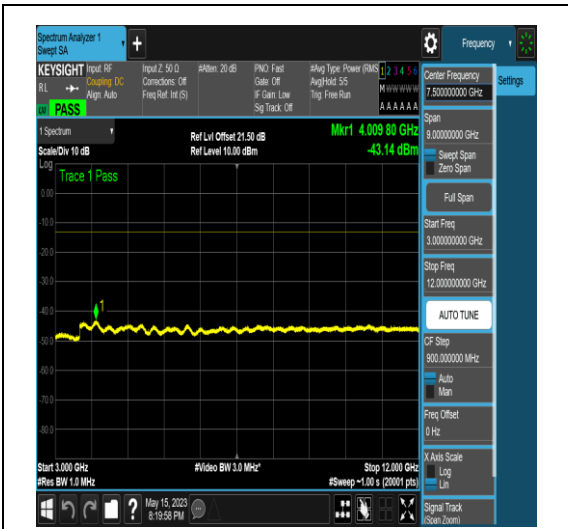 Spectrum Analyzer 1
Swept SA
Frequency
KEYSIGHT
RL
PASS
Input: RF
Coupling: DC
Align: Auto
Input Z: 50 Ω
Corrections: Off
Freq Ref: Int (S)
#Atten: 20 dB
PNO: Fast
Gate: Off
IF Gain: Low
Sig Track: Off
#Avg Type: Power (RMS
Avg|Hold: 5/5
Trig: Free Run
1 2 3 4 5 6
M W W W W W
A A A A A A
1 Spectrum
Scale/Div 10 dB
Ref Lvl Offset 21.50 dB
Ref Level 10.00 dBm
Mkr1 4.009 80 GHz
-43.14 dBm
Log
Trace 1 Pass
0.00
-10.0
-20.0
-30.0
-40.0
-50.0
-60.0
-70.0
-80.0
1
Start 3.000 GHz
#Res BW 1.0 MHz
#Video BW 3.0 MHz*
Stop 12.000 GHz
#Sweep ~1.00 s (20001 pts)
May 15, 2023
8:19:58 PM
Center Frequency
7.500000000 GHz
Settings
Span
9.00000000 GHz
Swept Span
Zero Span
Full Span
Start Freq
3.000000000 GHz
Stop Freq
12.000000000 GHz
AUTO TUNE
CF Step
900.000000 MHz
Auto
Man
Freq Offset
0 Hz
X Axis Scale
Log
Lin
Signal Track
(Span Zoom)